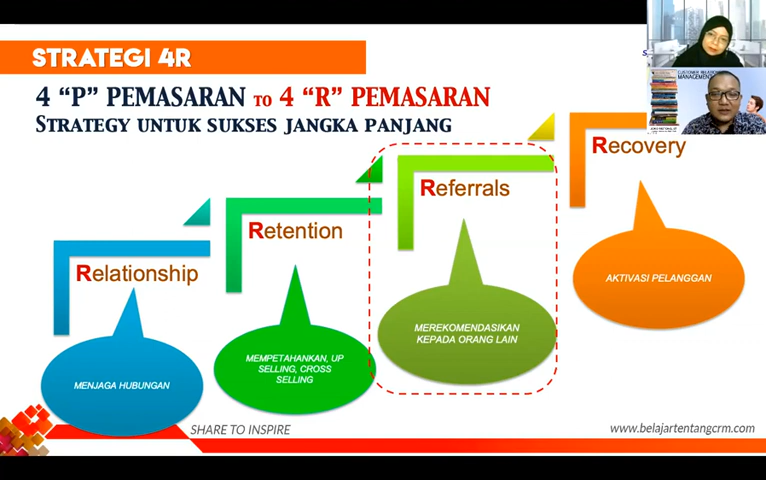 STRATEGI 4R
4 “P” PEMASARAN TO 4 “R” PEMASARAN
STRATEGY UNTUK SUKSES JANGKA PANJANG
Relationship
MENJAGA HUBUNGAN
Retention
MEMPETAHANKAN, UP
SELLING, CROSS
SELLING
Referrals
MEREKOMENDASIKAN
KEPADA ORANG LAIN
Recovery
AKTIVASI PELANGGAN
SHARE TO INSPIRE
www.belajartentangcrm.com
MANAGEMENT